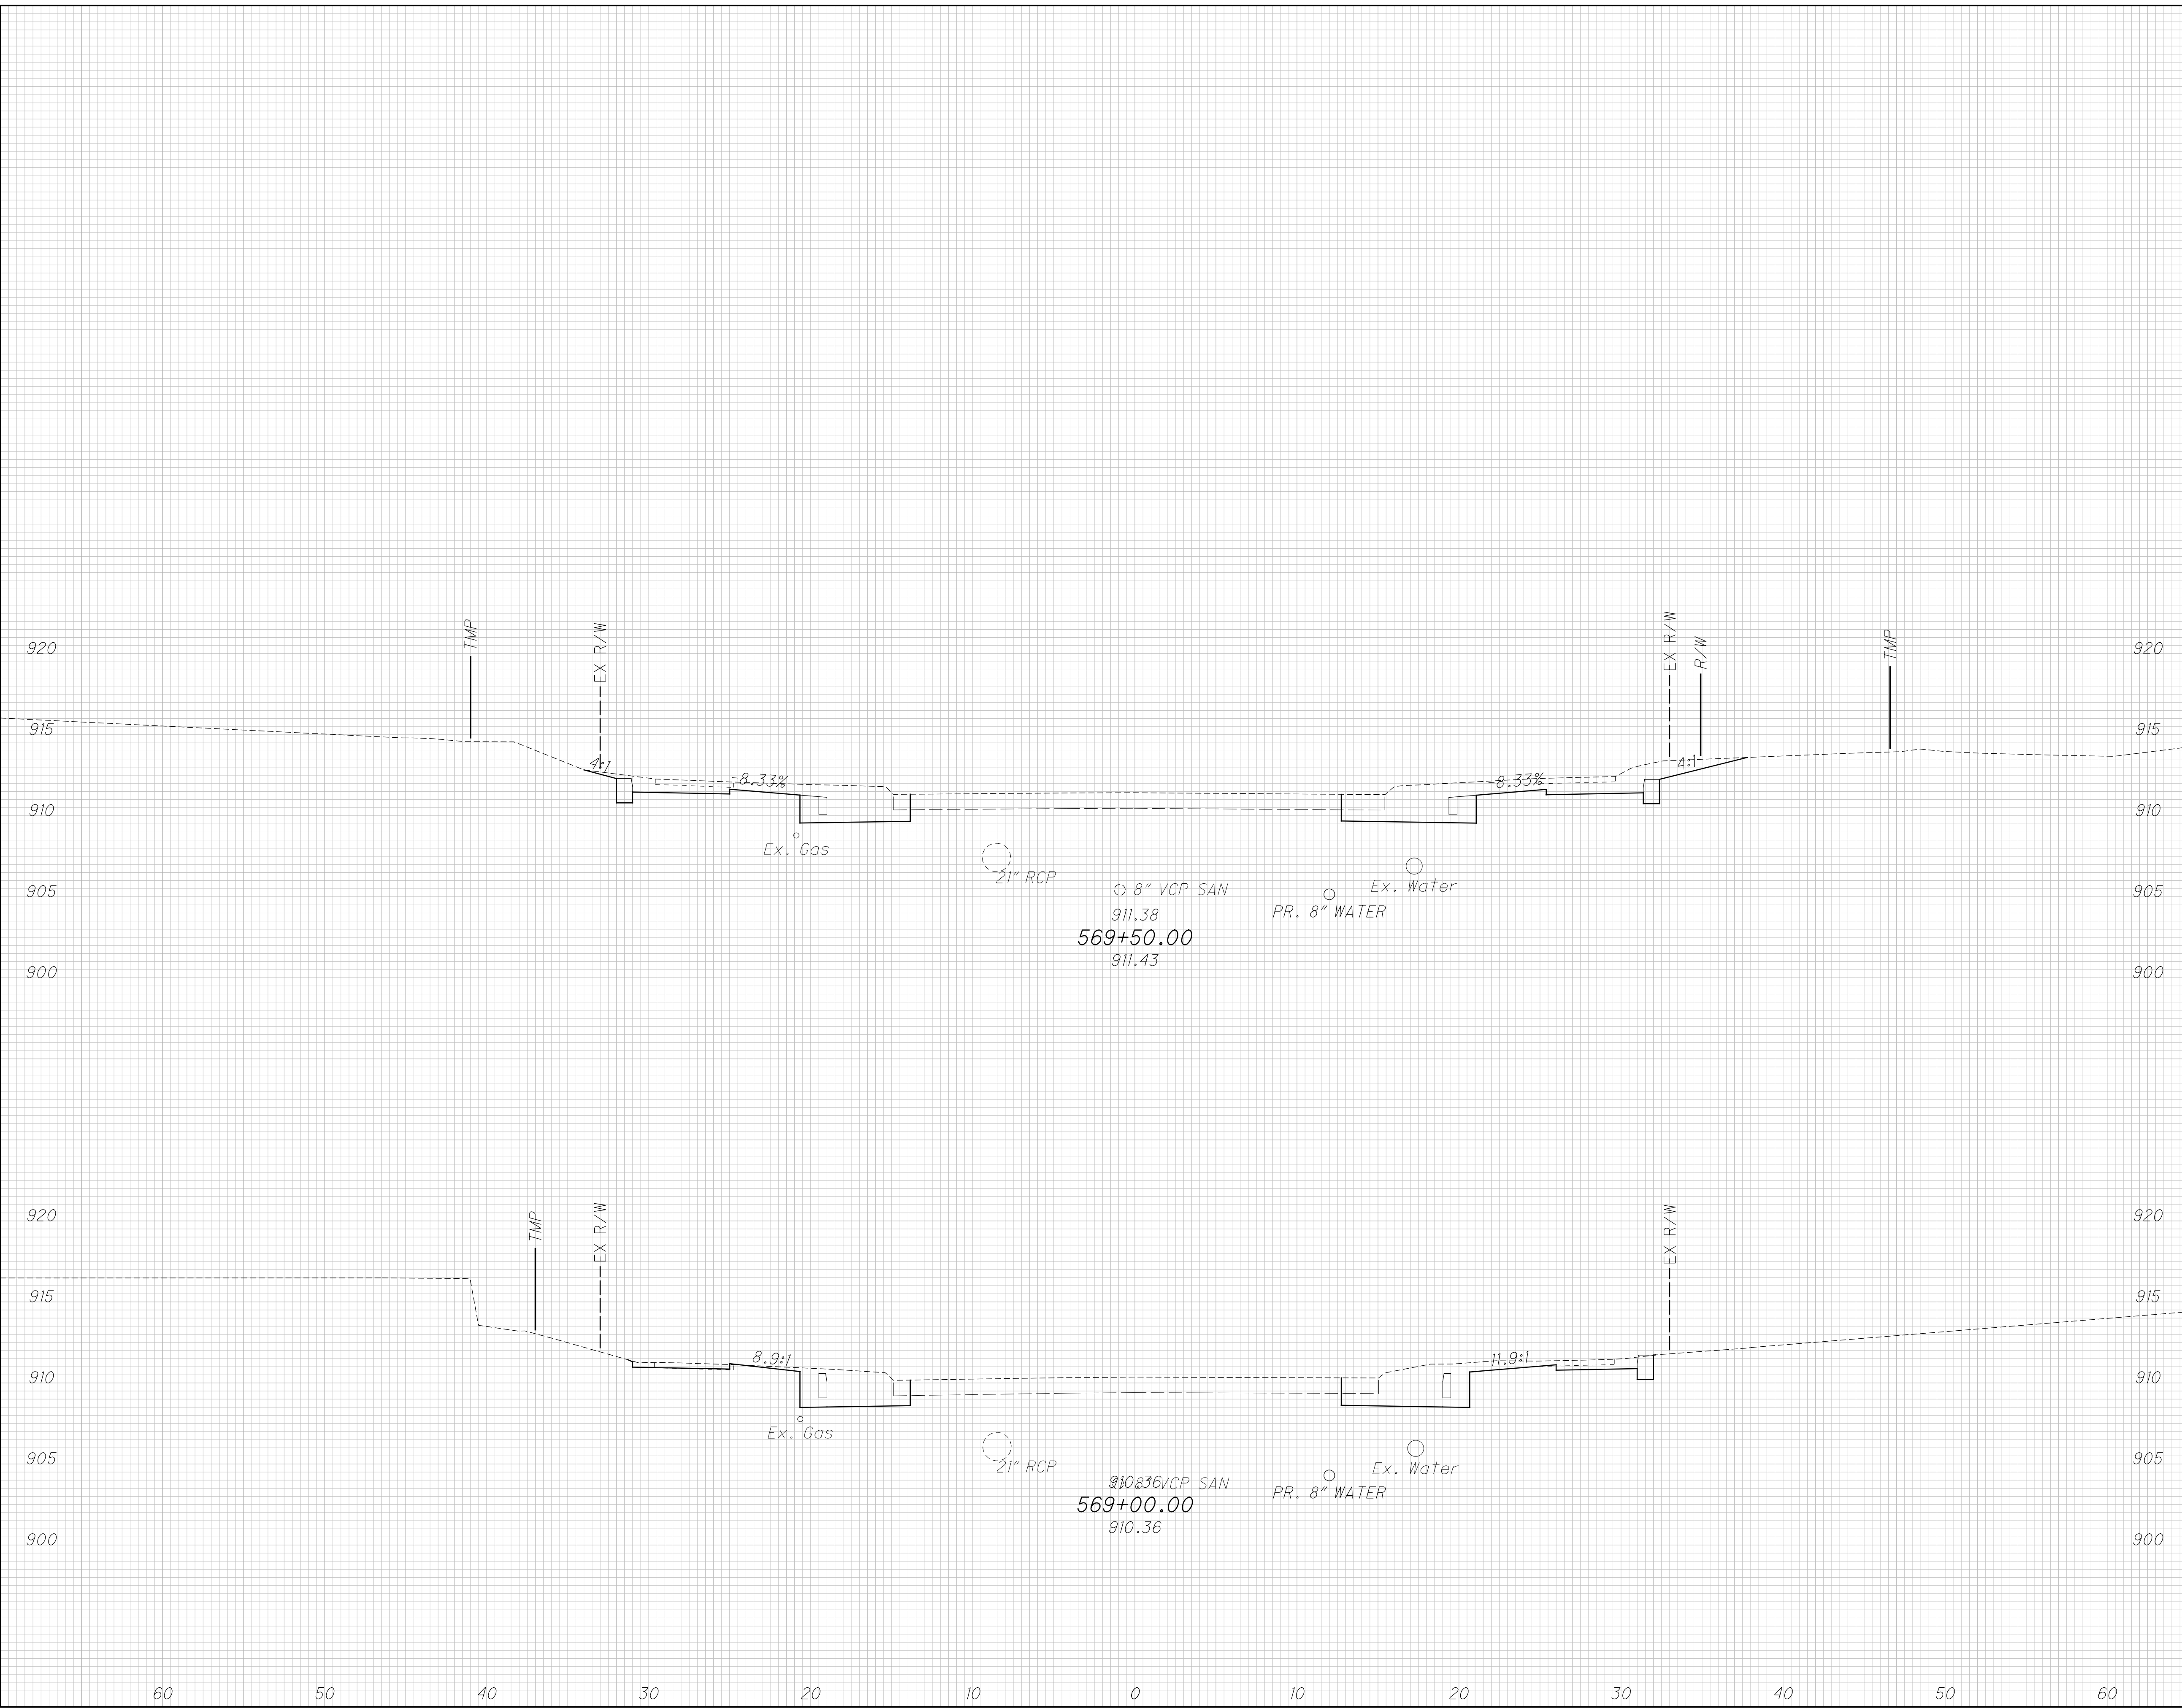 TMP
EX R/W
EX R/W
R/W
TMP
920 920
915 915
4:1 -8.33% -8.33% 4:1
910 910
Ex. Gas
21" RCP
Ex. Water
905 8" VCP SAN 905
911.38 PR. 8" WATER
569+50.00
911.43
900 900
TMP
EX R/W
EX R/W
920 920
915 915
8.9:1 11.9:1
910 910
Ex. Gas
905 905
21" RCP Ex. Water
910.36 8" VCP SAN
PR. 8" WATER
569+00.00
910.36
900 900
60 50 40 30 20 10 0 10 20 30 40 50 60